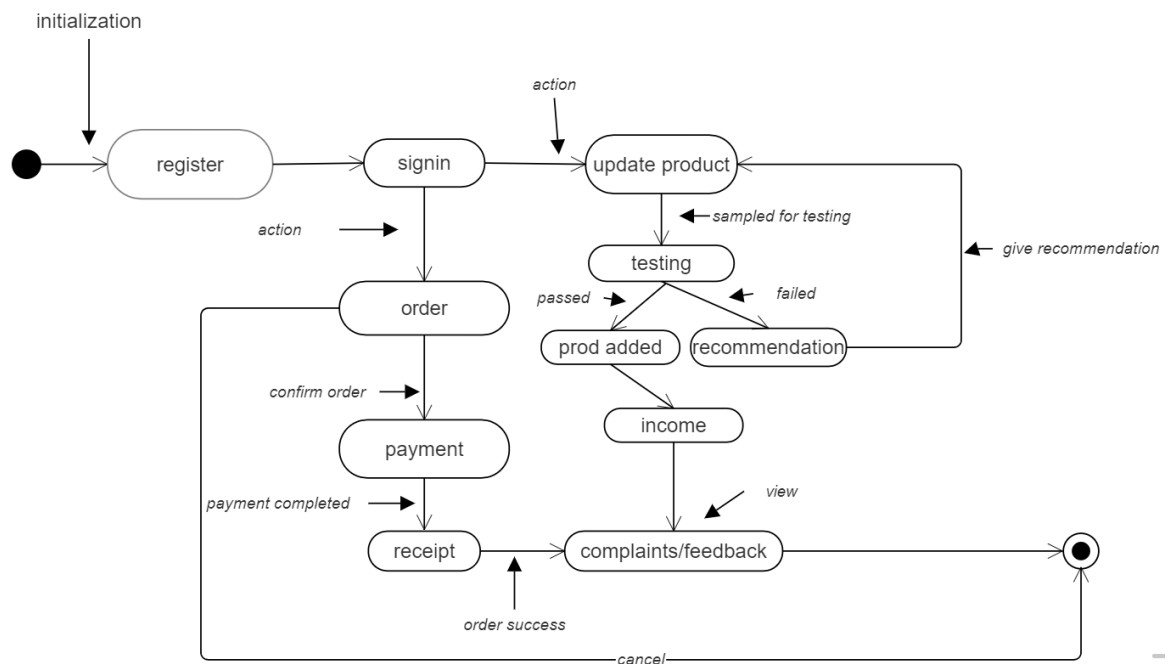 initialization
action
register
signin
update product
action
sampled for testing
give recommendation
testing
passed
failed
order
prod added
recommendation
confirm order
income
payment
view
payment completed
receipt
complaints/feedback
order success
cancel